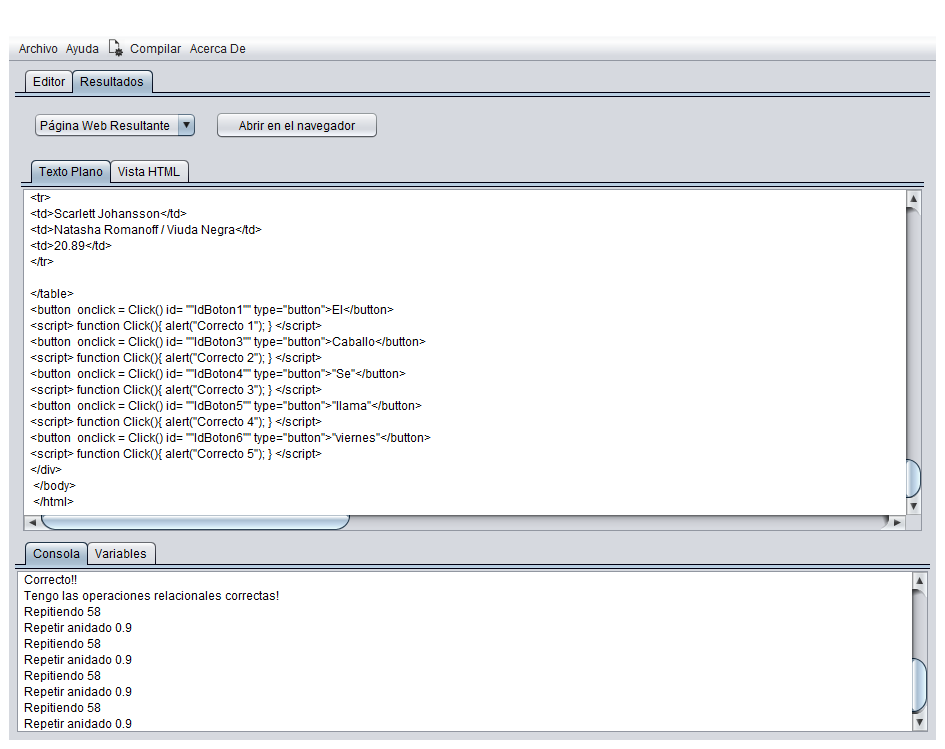 Archivo Ayuda Compilar Acerca De
Editor Resultados
Página Web Resultante Abrir en el navegador
Texto Plano Vista HTML
<tr>
<td>Scarlett Johansson</td>
<td>Natasha Romanoff / Viuda Negra</td>
<td>20.89</td>
</tr>
</table>
<button  onclick = Click() id= ""IdBoton1"" type="button">El</button>
<script> function Click(){ alert("Correcto 1"); } </script>
<button  onclick = Click() id= ""IdBoton3"" type="button">Caballo</button>
<script> function Click(){ alert("Correcto 2"); } </script>
<button  onclick = Click() id= ""IdBoton4"" type="button">"Se"</button>
<script> function Click(){ alert("Correcto 3"); } </script>
<button  onclick = Click() id= ""IdBoton5"" type="button">"llama"</button>
<script> function Click(){ alert("Correcto 4"); } </script>
<button  onclick = Click() id= ""IdBoton6"" type="button">"viernes"</button>
<script> function Click(){ alert("Correcto 5"); } </script>
</div>
</body>
</html>
Consola Variables
Correcto!!
Tengo las operaciones relacionales correctas!
Repitiendo 58
Repetir anidado 0.9
Repitiendo 58
Repetir anidado 0.9
Repitiendo 58
Repetir anidado 0.9
Repitiendo 58
Repetir anidado 0.9